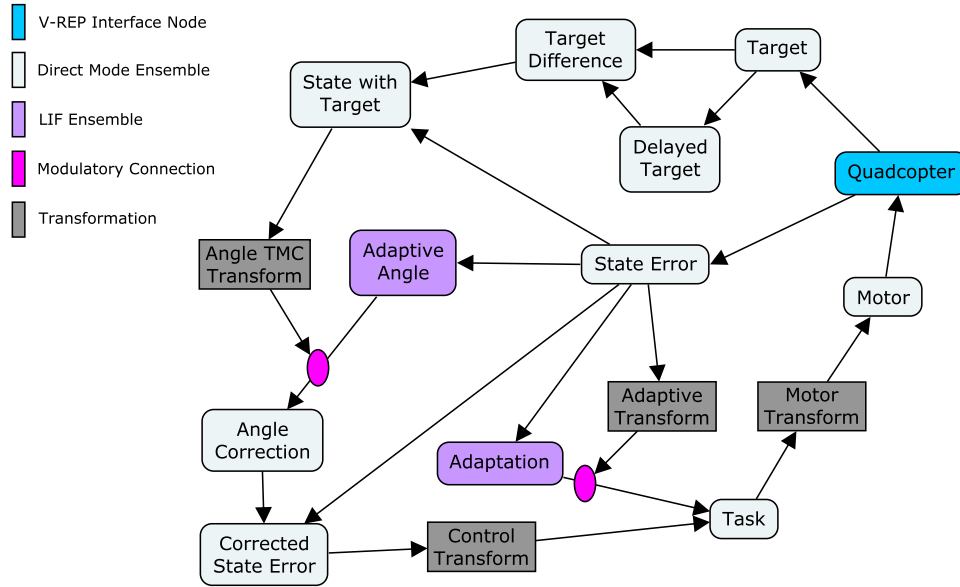 V-REP Interface Node
Direct Mode Ensemble
LIF Ensemble
Modulatory Connection
Transformation
Target
Difference
Target
State with
Target
Delayed
Target
Quadcopter
Angle TMC
Transform
Adaptive
Angle
State Error
Motor
Adaptive
Transform
Motor
Transform
Angle
Correction
Adaptation
Task
Corrected
State Error
Control
Transform